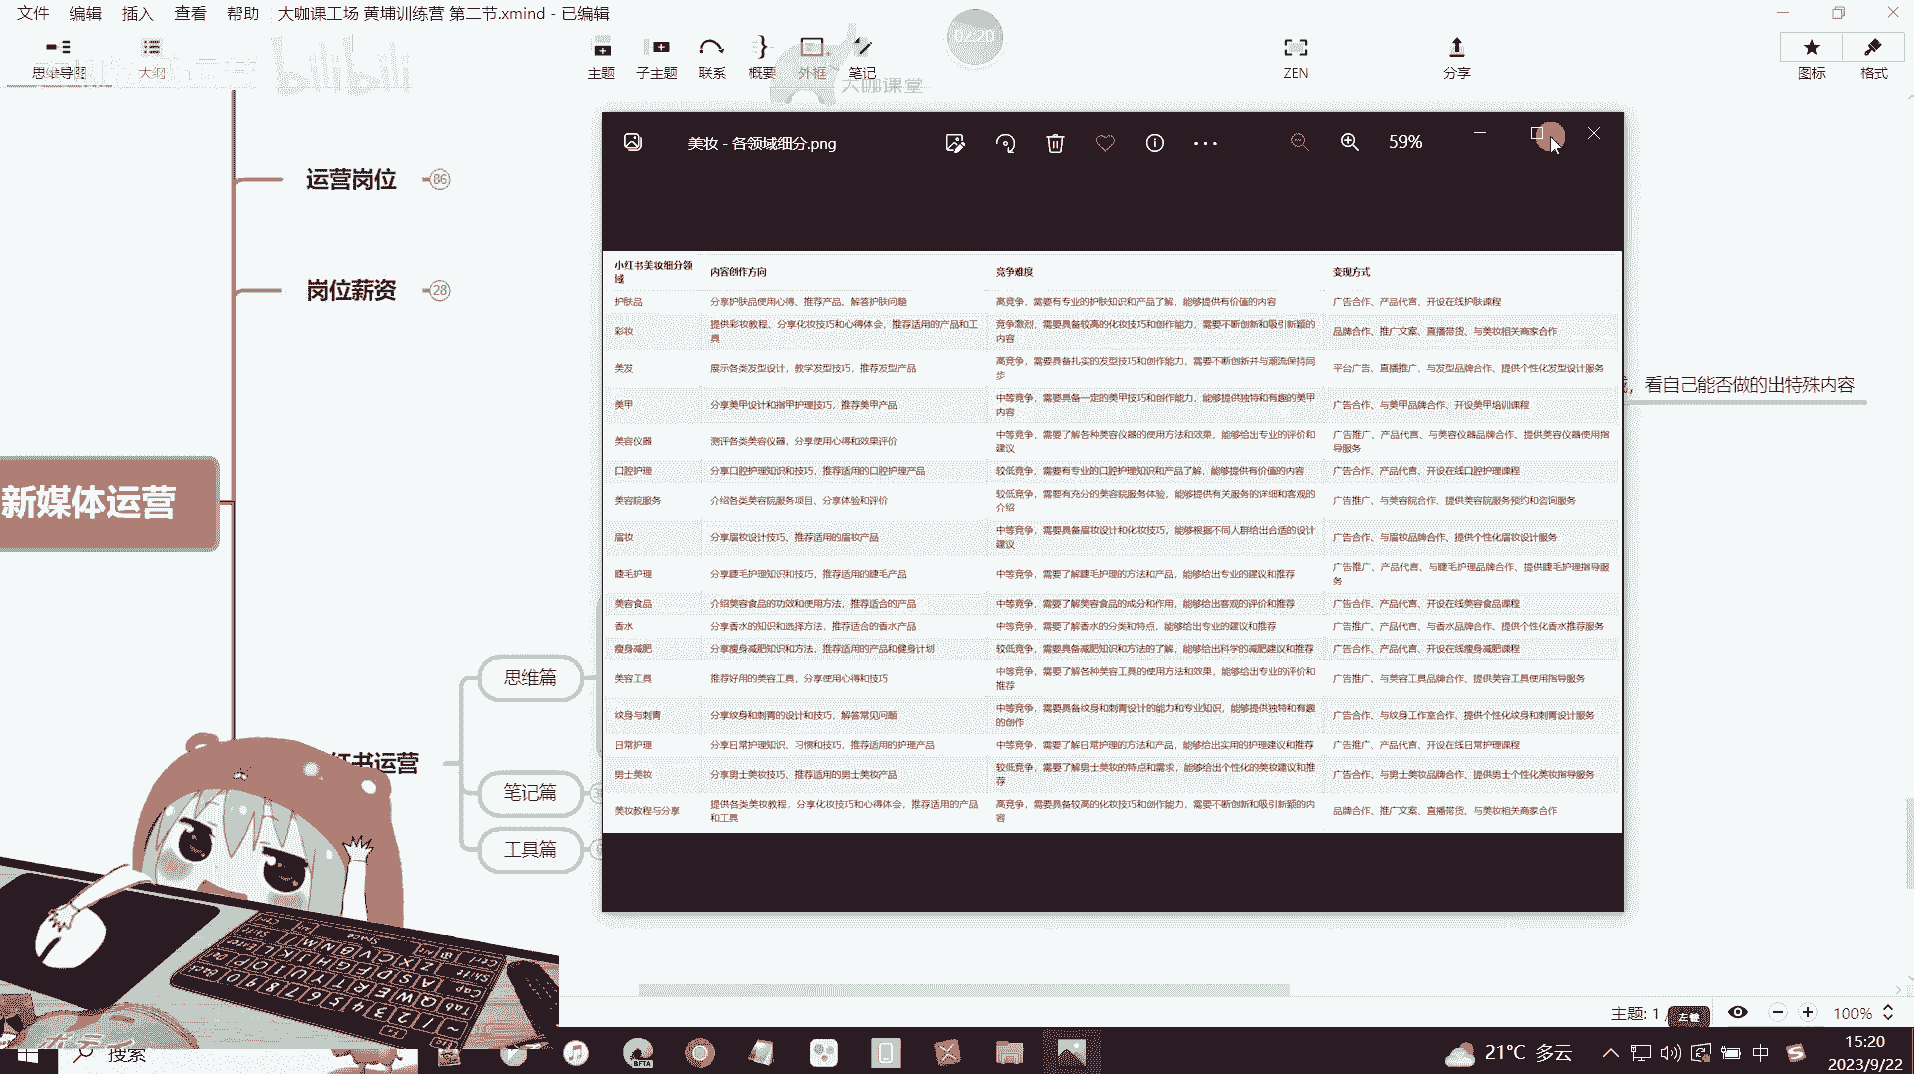 文件 编辑 插入 查看 帮助 大咖课工场 黄埔训练营 第二节.xmind - 已编辑
思维导图 大纲 主题 子主题 联系 概要 外框 笔记 ZEN 分享 图标 格式
bilibili
大咖课堂
02:20
运营岗位 86
岗位薪资 28
新媒体运营
书运营
思维篇
笔记篇
工具篇
美妆 - 各领域细分.png 59%
小红书美妆细分领域 内容创作方向 竞争难度 变现方式
护肤品 分享护肤品使用心得、推荐产品、解答护肤问题 高竞争，需要有专业的护肤知识和产品了解，能够提供有价值的内容 广告合作、产品代言、开设在线护肤课程
彩妆 提供彩妆教程、分享化妆技巧和心得体会，推荐适用的产品和工具 竞争激烈，需要具备较高的化妆技巧和创作能力，需要不断创新和吸引新颖的内容 品牌合作、推广文案、直播带货、与美妆相关商家合作
美发 展示各类发型设计，教学发型技巧，推荐发型产品 高竞争，需要具备扎实的发型技巧和创作能力，需要不断创新并与潮流保持同步 平台广告、直播推广、与发型品牌合作、提供个性化发型设计服务
美甲 分享美甲设计和指甲护理技巧，推荐美甲产品 中等竞争，需要具备一定的美甲技巧和创作能力，能够提供独特和有趣的美甲内容 广告合作、与美甲品牌合作、开设美甲培训课程
美容仪器 测评各类美容仪器，分享使用心得和效果评价 中等竞争，需要了解各种美容仪器的使用方法和效果，能够给出专业的评价和建议 广告推广，产品代言、与美容仪器品牌合作、提供美容仪器使用指导服务
口腔护理 分享口腔护理知识和技巧，推荐适用的口腔护理产品 较低竞争，需要有专业的口腔护理知识和产品了解，能够提供有价值的内容 广告合作、产品代言、开设在线口腔护理课程
美容院服务 介绍各类美容院服务项目、分享体验和评价 较低竞争，需要有充分的美容院服务体验，能够提供有关服务的详细和客观的介绍 广告推广、与美容院合作、提供美容院服务预约和咨询服务
眉妆 分享眉妆设计技巧、推荐适用的眉妆产品 中等竞争，需要具备眉妆设计和化妆技巧，能够根据不同人群给出合适的设计建议 广告合作、与眉妆品牌合作、提供个性化眉妆设计服务
睫毛护理 分享睫毛护理知识和技巧，推荐适用的睫毛产品 中等竞争，需要了解睫毛护理的方法和产品，能够给出专业的建议和推荐 广告推广、产品代言、与睫毛护理品牌合作、提供睫毛护理指导服务
美容食品 介绍美容食品的功效和使用方法，推荐适合的产品 中等竞争，需要了解美容食品的成分和作用，能够给出客观的评价和推荐 广告合作、产品代言、开设在线美容食品课程
香水 分享香水的知识和选择方法，推荐适合的香水产品 中等竞争，需要了解香水的分类和特点，能够给出专业的建议和推荐 广告推广、产品代言、与香水品牌合作、提供个性化香水推荐服务
瘦身减肥 分享瘦身减肥知识和方法，推荐适用的产品和健身计划 较低竞争，需要具备减肥知识和方法的了解，能够给出科学的减肥建议和推荐 广告合作、产品代言、开设在线瘦身减肥课程
美容工具 推荐好用的美容工具，分享使用心得和技巧 中等竞争，需要了解各种美容工具的使用方法和效果，能够给出专业的评价和推荐 广告推广、与美容工具品牌合作、提供美容工具使用指导服务
纹身与刺青 分享纹身和刺青的设计和技巧，解答常见问题 中等竞争，需要具备纹身和刺青设计的能力和专业知识，能够提供独特和有趣的创作 广告合作、与纹身工作室合作、提供个性化纹身和刺青设计服务
日常护理 分享日常护理知识、习惯和技巧，推荐适用的护理产品 中等竞争，需要了解日常护理的方法和产品，能够给出实用的护理建议和推荐 广告推广、产品代言、开设在线日常护理课程
男士美妆 分享男士美妆技巧、推荐适用的男士美妆产品 较低竞争，需要了解男士美妆的特点和需求，能够给出个性化的美妆建议和推荐 广告合作、与男士美妆品牌合作、提供男士个性化美妆指导服务
美妆教程与分享 提供各类美妆教程，分享化妆技巧和心得体会，推荐适用的产品和工具 高竞争，需要具备较高的化妆技巧和创作能力，需要不断创新和吸引新颖的内容 品牌合作、推广文案、直播带货、与美妆相关商家合作
，看自己能否做的出特殊内容
主题: 1 / 左键 100%
搜索 21°C 多云 中 15:20
2023/9/22